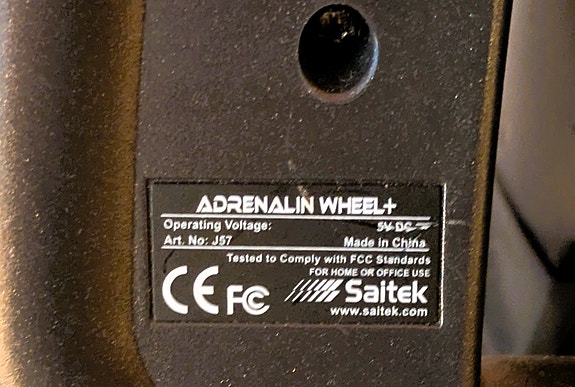 ADRENALIN WHEEL+
Operating Voltage: 5V DC
Art. No: J57 Made in China
Tested to Comply with FCC Standards
FOR HOME OR OFFICE USE
CE FC Saitek
www.saitek.com